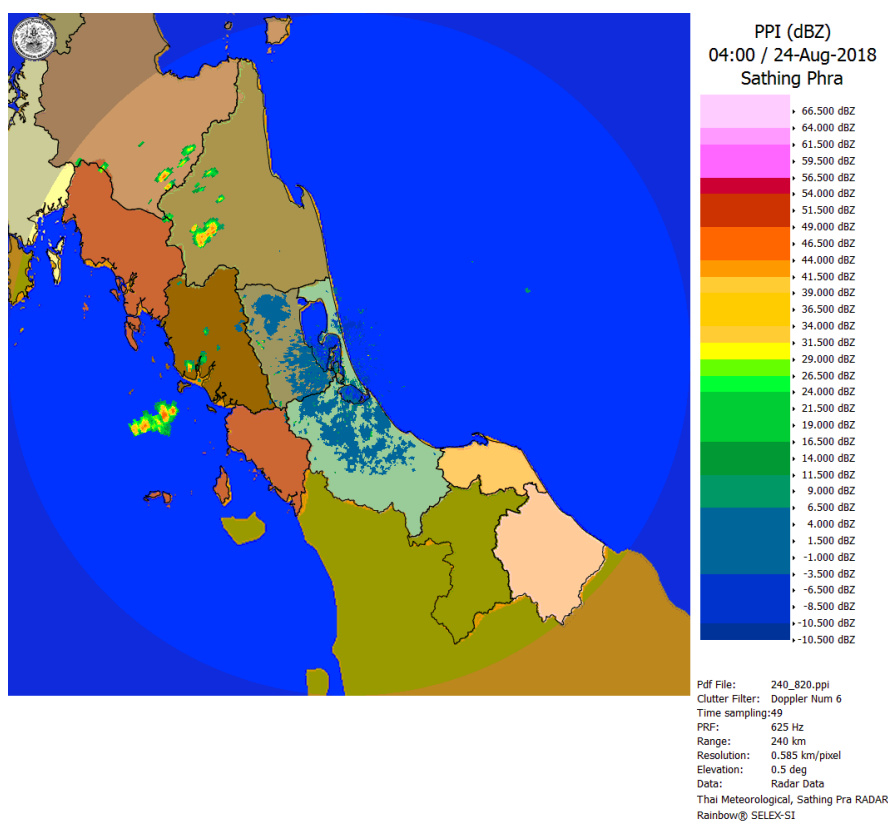 PPI (dBZ)
04:00 / 24-Aug-2018
Sathing Phra
66.500 dBZ
64.000 dBZ
61.500 dBZ
59.500 dBZ
56.500 dBZ
54.000 dBZ
51.500 dBZ
49.000 dBZ
46.500 dBZ
44.000 dBZ
41.500 dBZ
39.000 dBZ
36.500 dBZ
34.000 dBZ
31.500 dBZ
29.000 dBZ
26.500 dBZ
24.000 dBZ
21.500 dBZ
19.000 dBZ
16.500 dBZ
14.000 dBZ
11.500 dBZ
9.000 dBZ
6.500 dBZ
4.000 dBZ
1.500 dBZ
-1.000 dBZ
-3.500 dBZ
-6.500 dBZ
-8.500 dBZ
-10.500 dBZ
-10.500 dBZ
Pdf File: 240_820.ppi
Clutter Filter: Doppler Num 6
Time sampling:49
PRF: 625 Hz
Range: 240 km
Resolution: 0.585 km/pixel
Elevation: 0.5 deg
Data: Radar Data
Thai Meteorological, Sathing Pra RADAR
Rainbow® SELEX-SI